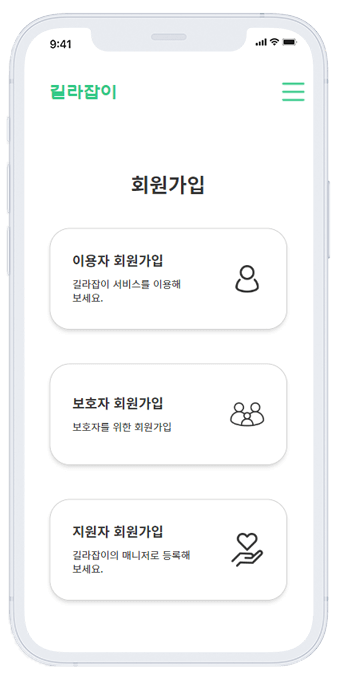 9:41
길라잡이
회원가입
이용자 회원가입
길라잡이 서비스를 이용해
보세요.
보호자 회원가입
보호자를 위한 회원가입
지원자 회원가입
길라잡이의 매니저로 등록해
보세요.